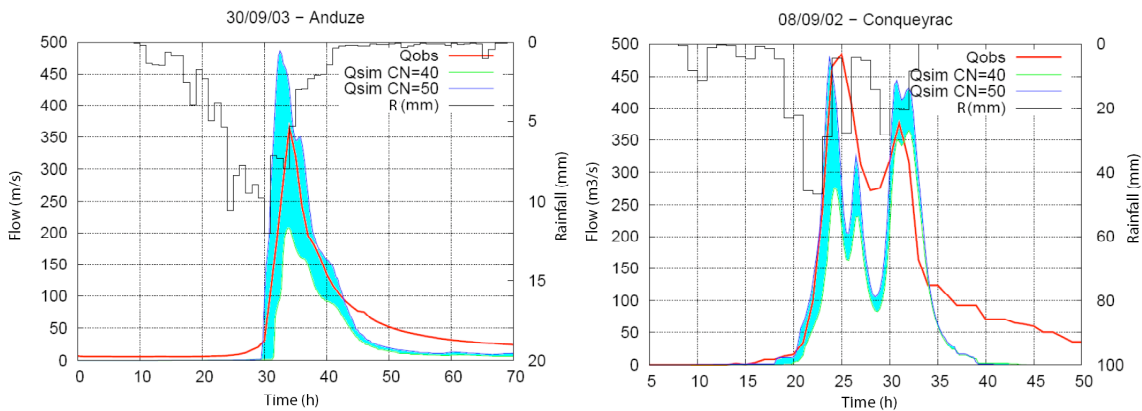 30/09/03 − Anduze
Qobs
Qsim CN=40
Qsim CN=50
R (mm)
500
450
400
350
300
250
200
150
100
50
0
Flow (m/s)
0
5
10
15
20
Rainfall (mm)
0 10 20 30 40 50 60 70
Time (h)
08/09/02 − Conqueyrac
Qobs
Qsim CN=40
Qsim CN=50
R (mm)
500
450
400
350
300
250
200
150
100
50
0
Flow (m3/s)
0
20
40
60
80
100
Rainfall (mm)
5 10 15 20 25 30 35 40 45 50
Time (h)